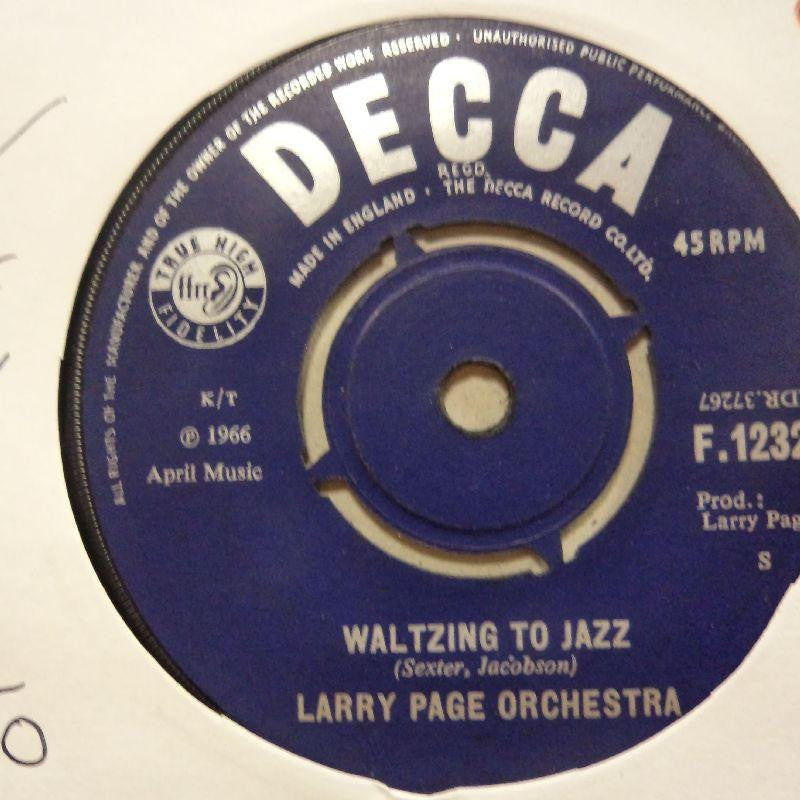 ALL RIGHTS OF THE MANUFACTURER AND OF THE OWNER OF THE RECORDED WORK RESERVED · UNAUTHORISED PUBLIC PERFORMANCE
DECCA
REGD.
MADE IN ENGLAND · THE DECCA RECORD CO. LTD.
45 RPM
TRUE HIGH
ffrr
FIDELITY
K/T
℗ 1966
April Music
DR.37267
F.1232
Prod.:
Larry Pag
S
WALTZING TO JAZZ
(Sexter, Jacobson)
LARRY PAGE ORCHESTRA